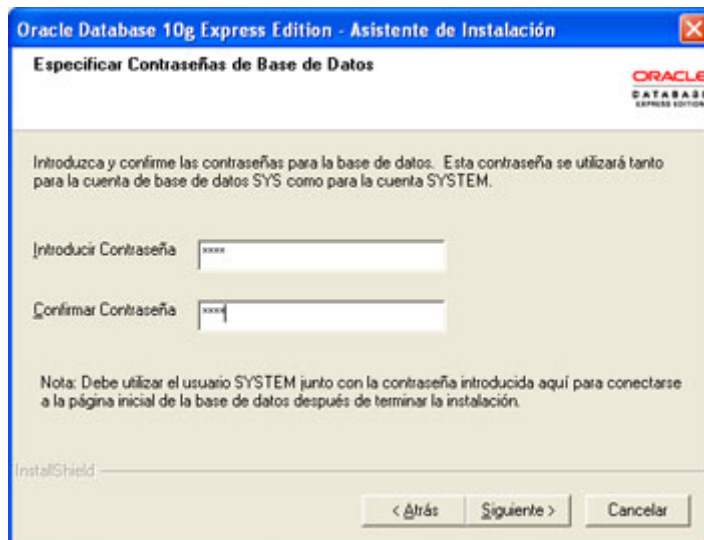 Oracle Database 10g Express Edition - Asistente de Instalación
Especificar Contraseñas de Base de Datos
ORACLE
DATABASE
EXPRESS EDITION
Introduzca y confirme las contraseñas para la base de datos. Esta contraseña se utilizará tanto
para la cuenta de base de datos SYS como para la cuenta SYSTEM.
Introducir Contraseña ××××
Confirmar Contraseña ××××
Nota: Debe utilizar el usuario SYSTEM junto con la contraseña introducida aquí para conectarse
a la página inicial de la base de datos después de terminar la instalación.
InstallShield
< Atrás Siguiente > Cancelar